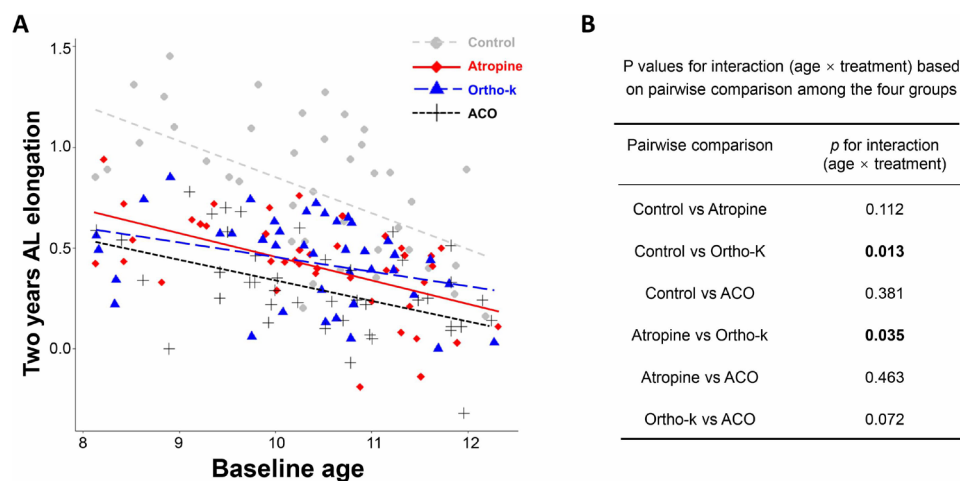 A
B
Two years AL elongation
1.5
1.0
0.5
0.0
8
9
10
11
12
Baseline age
Control
Atropine
Ortho-k
ACO
P values for interaction (age × treatment) based
on pairwise comparison among the four groups
Pairwise comparison p for interaction
(age × treatment)
Control vs Atropine 0.112
Control vs Ortho-K 0.013
Control vs ACO 0.381
Atropine vs Ortho-k 0.035
Atropine vs ACO 0.463
Ortho-k vs ACO 0.072